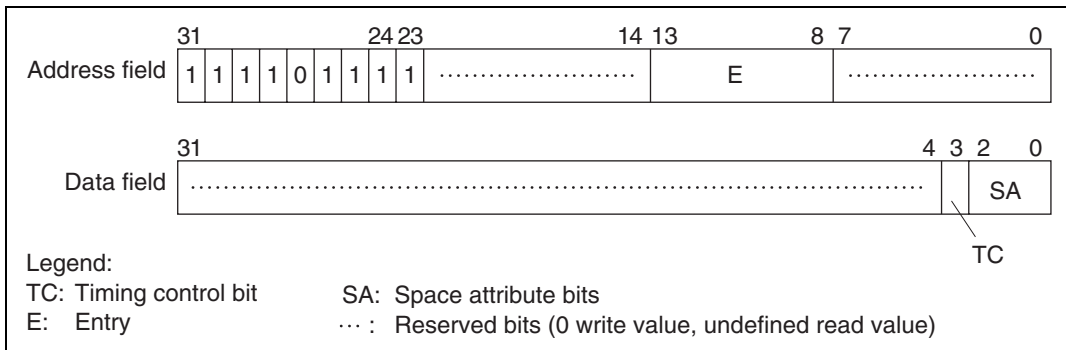 31 24 23 14 13 8 7 0
Address field 1 1 1 1 0 1 1 1 1 ........................ E .......................
31 4 3 2 0
Data field ........................................................................................ SA
TC
Legend:
TC: Timing control bit SA: Space attribute bits
E: Entry ... : Reserved bits (0 write value, undefined read value)